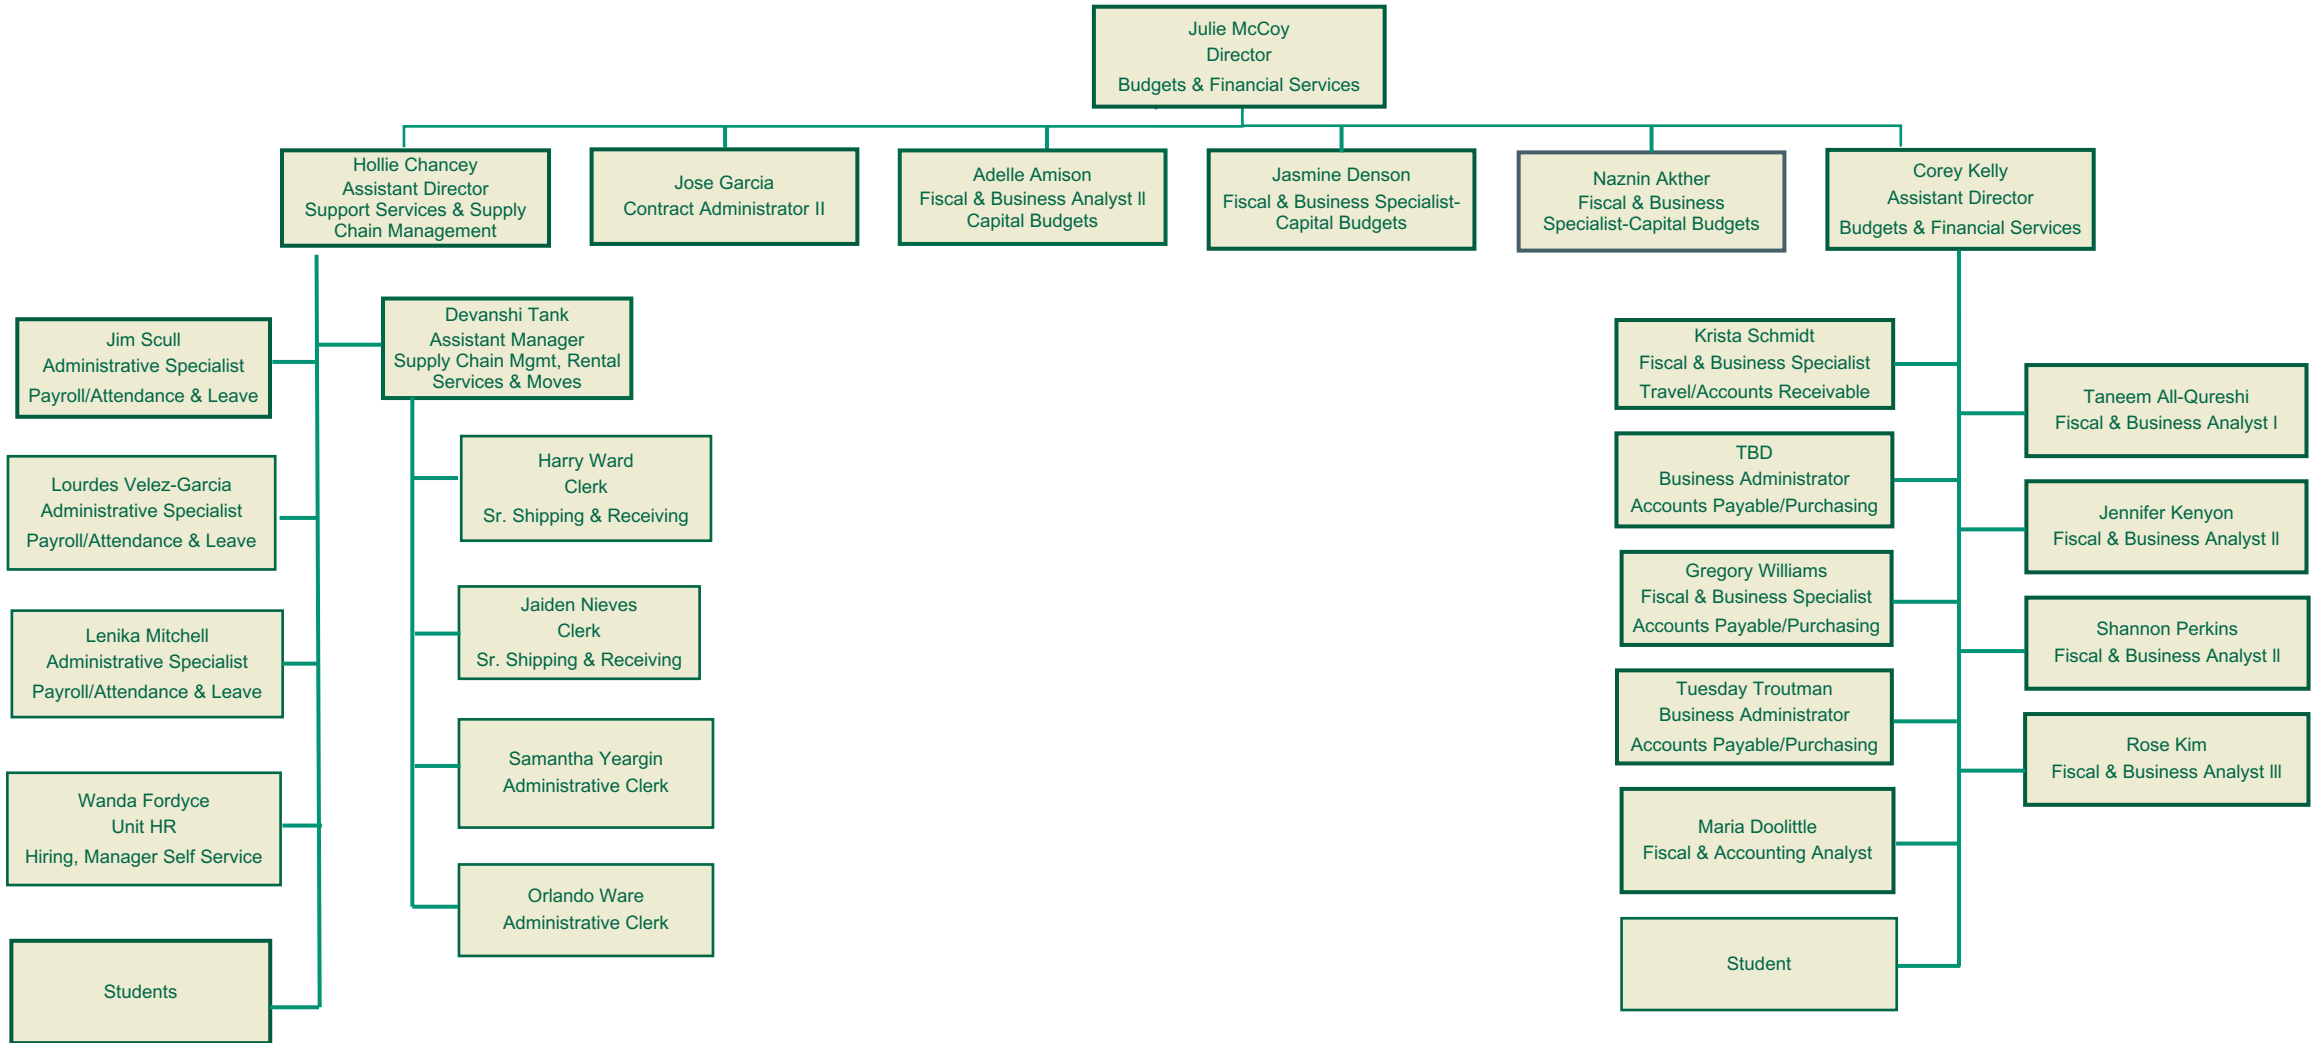 Julie McCoy
Director
Budgets & Financial Services
Hollie Chancey
Assistant Director
Support Services & Supply
Chain Management
Jose Garcia
Contract Administrator II
Adelle Amison
Fiscal & Business Analyst II
Capital Budgets
Jasmine Denson
Fiscal & Business Specialist-
Capital Budgets
Naznin Akther
Fiscal & Business
Specialist-Capital Budgets
Corey Kelly
Assistant Director
Budgets & Financial Services
Jim Scull
Administrative Specialist
Payroll/Attendance & Leave
Lourdes Velez-Garcia
Administrative Specialist
Payroll/Attendance & Leave
Lenika Mitchell
Administrative Specialist
Payroll/Attendance & Leave
Wanda Fordyce
Unit HR
Hiring, Manager Self Service
Students
Devanshi Tank
Assistant Manager
Supply Chain Mgmt, Rental
Services & Moves
Harry Ward
Clerk
Sr. Shipping & Receiving
Jaiden Nieves
Clerk
Sr. Shipping & Receiving
Samantha Yeargin
Administrative Clerk
Orlando Ware
Administrative Clerk
Krista Schmidt
Fiscal & Business Specialist
Travel/Accounts Receivable
TBD
Business Administrator
Accounts Payable/Purchasing
Gregory Williams
Fiscal & Business Specialist
Accounts Payable/Purchasing
Tuesday Troutman
Business Administrator
Accounts Payable/Purchasing
Maria Doolittle
Fiscal & Accounting Analyst
Student
Taneem All-Qureshi
Fiscal & Business Analyst I
Jennifer Kenyon
Fiscal & Business Analyst II
Shannon Perkins
Fiscal & Business Analyst II
Rose Kim
Fiscal & Business Analyst III